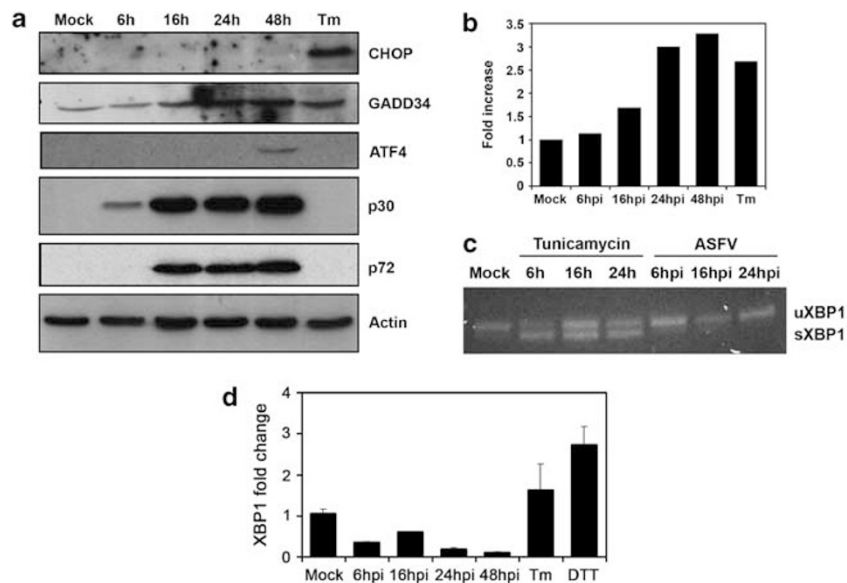 a
Mock 6h 16h 24h 48h Tm
CHOP
GADD34
ATF4
p30
p72
Actin
b
Fold increase
3.5
3
2.5
2
1.5
1
0.5
0
Mock 6hpi 16hpi 24hpi 48hpi Tm
c
Tunicamycin ASFV
Mock 6h 16h 24h 6hpi 16hpi 24hpi
uXBP1
sXBP1
d
XBP1 fold change
4
3
2
1
0
Mock 6hpi 16hpi 24hpi 48hpi Tm DTT